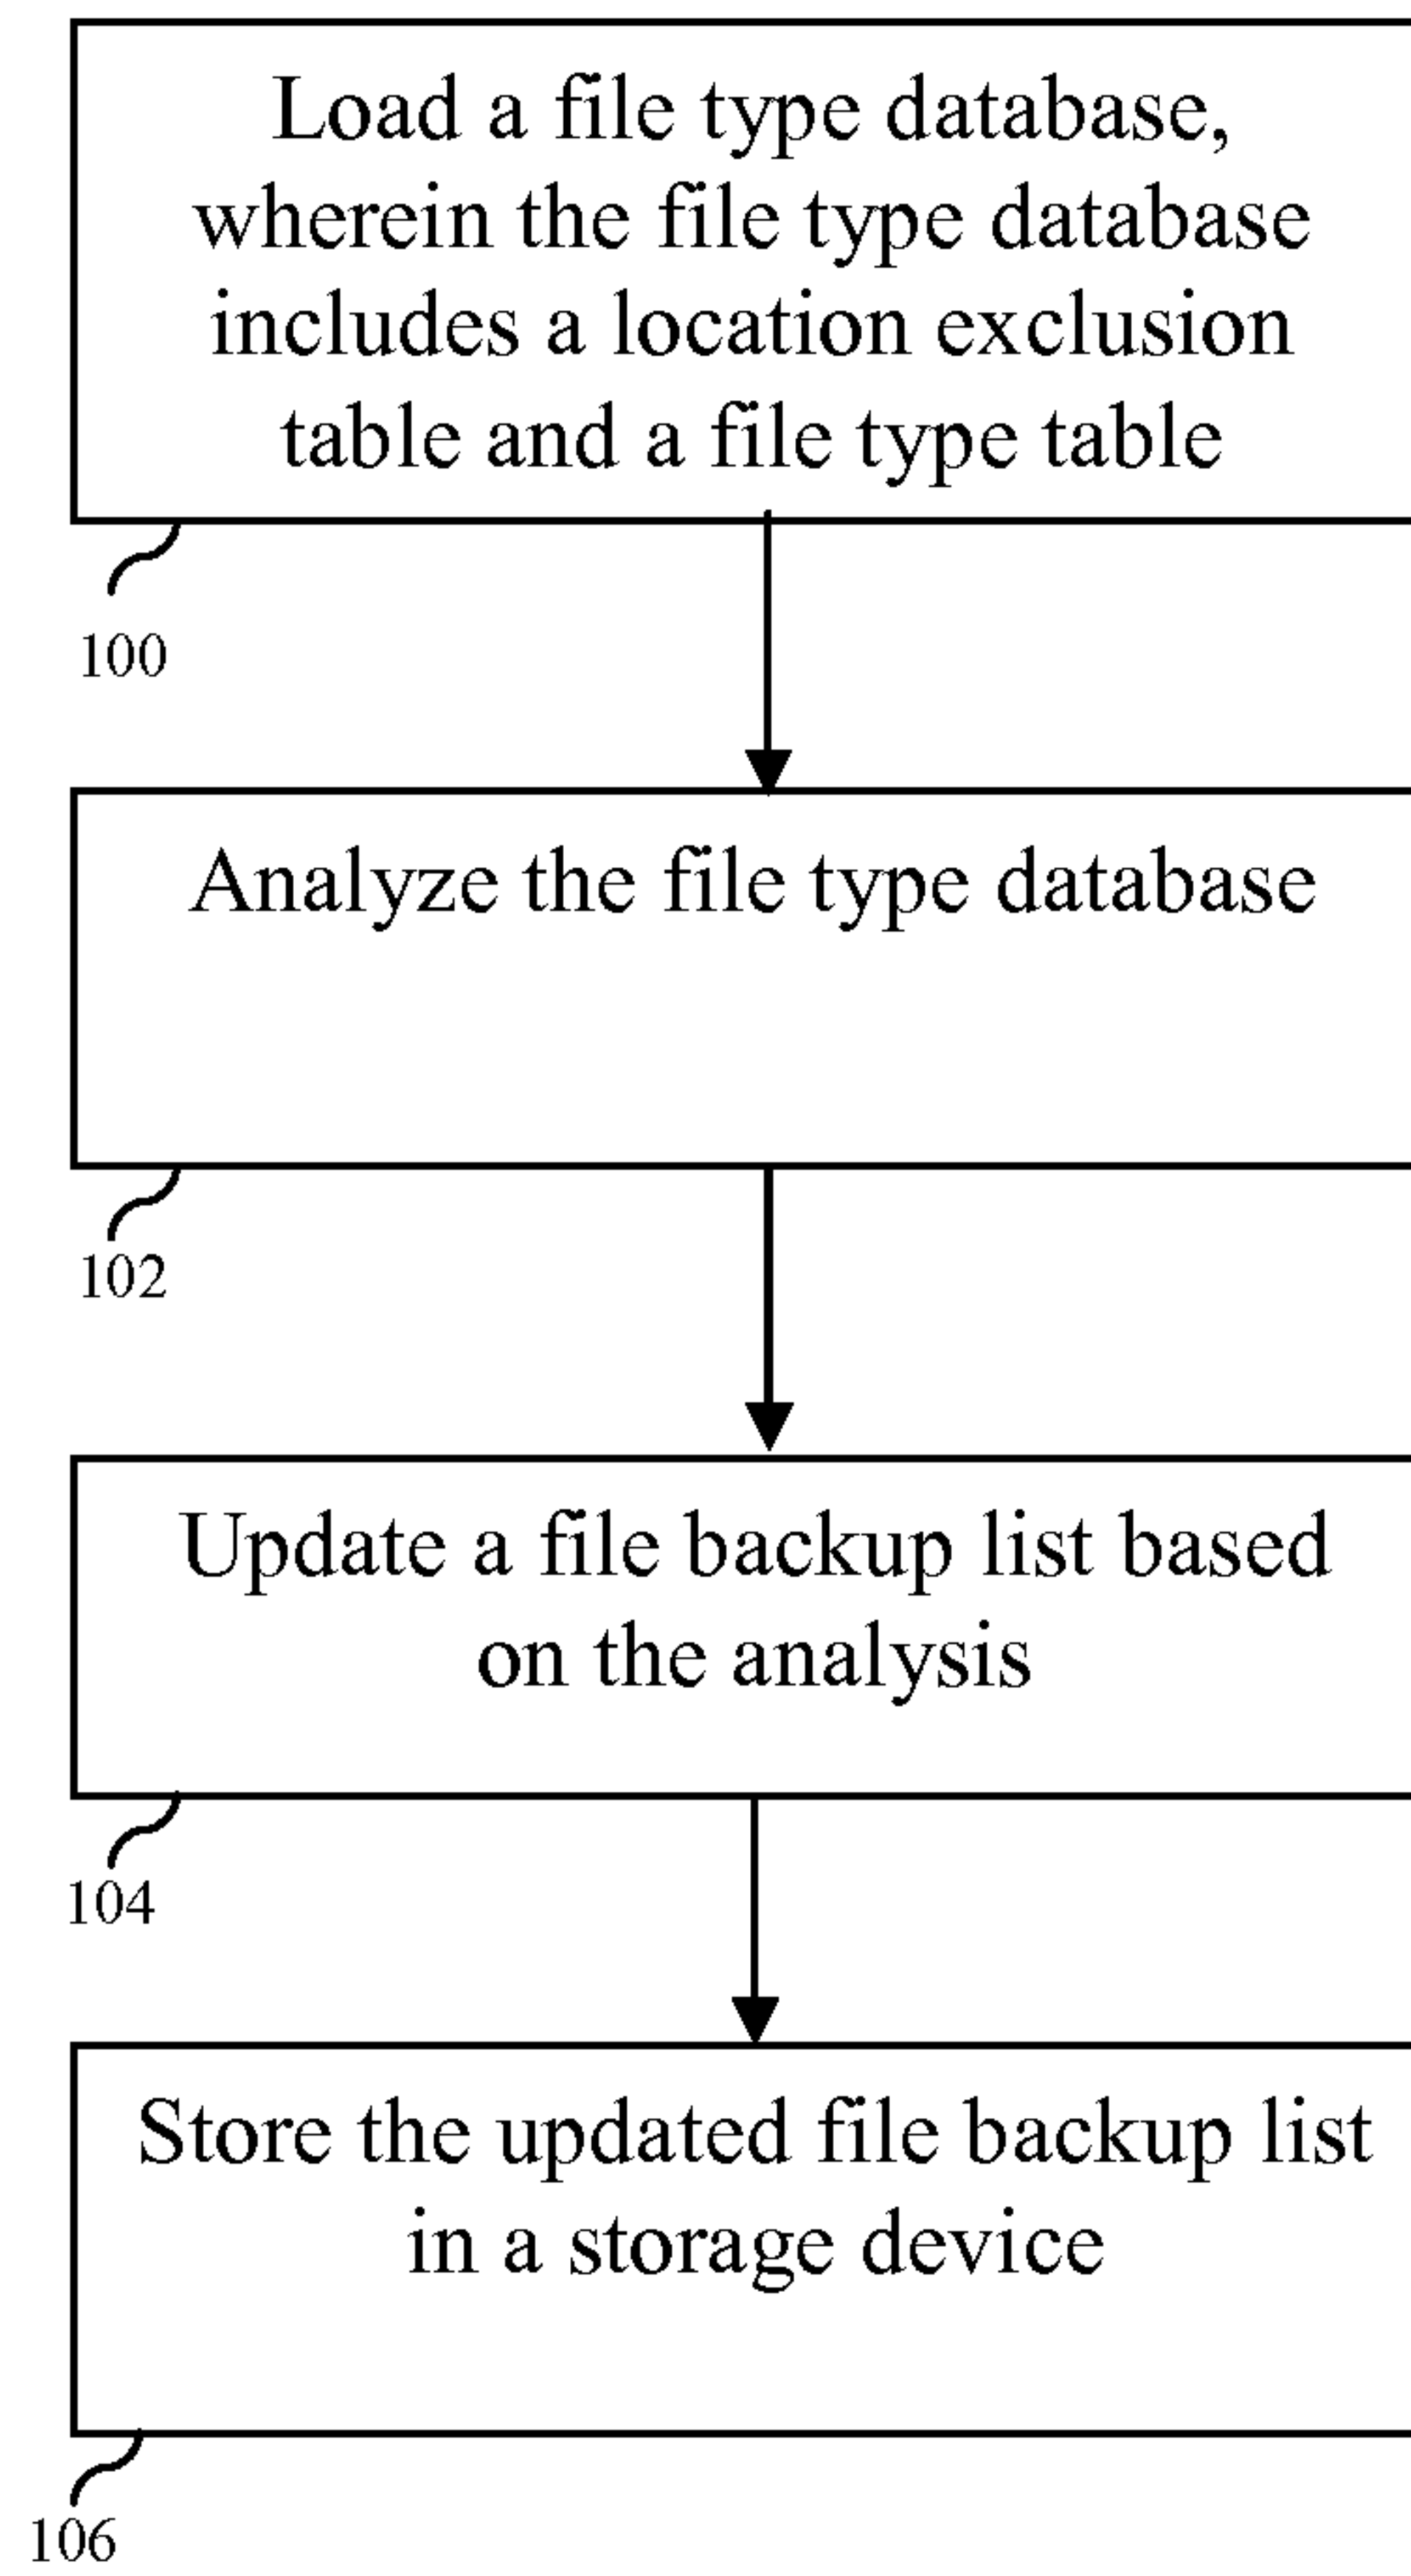 Load a file type database,
wherein the file type database
includes a location exclusion
table and a file type table
100
Analyze the file type database
102
Update a file backup list based
on the analysis
104
Store the updated file backup list
in a storage device
106